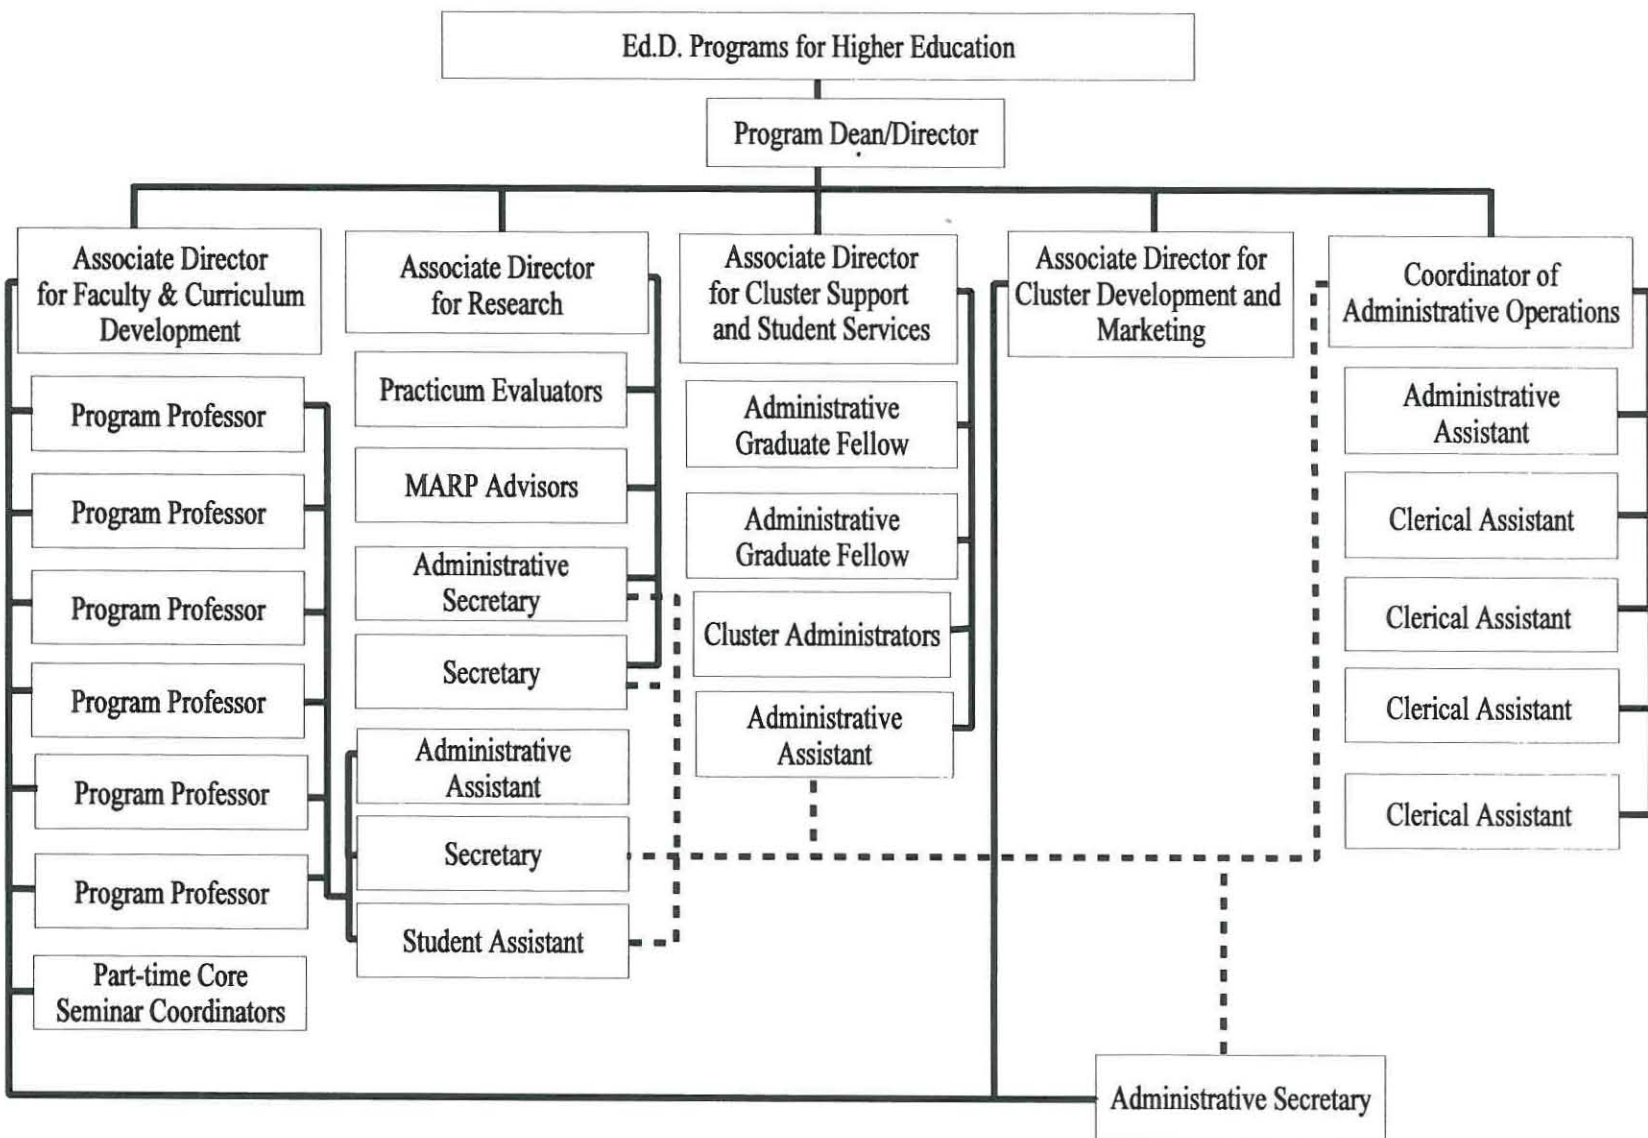 Ed.D. Programs for Higher Education
Program Dean/Director
Associate Director
for Faculty & Curriculum
Development
Program Professor
Program Professor
Program Professor
Program Professor
Program Professor
Program Professor
Part-time Core
Seminar Coordinators
Associate Director
for Research
Practicum Evaluators
MARP Advisors
Administrative
Secretary
Secretary
Administrative
Assistant
Secretary
Student Assistant
Associate Director
for Cluster Support
and Student Services
Administrative
Graduate Fellow
Administrative
Graduate Fellow
Cluster Administrators
Administrative
Assistant
Associate Director for
Cluster Development and
Marketing
Coordinator of
Administrative Operations
Administrative
Assistant
Clerical Assistant
Clerical Assistant
Clerical Assistant
Clerical Assistant
Administrative Secretary